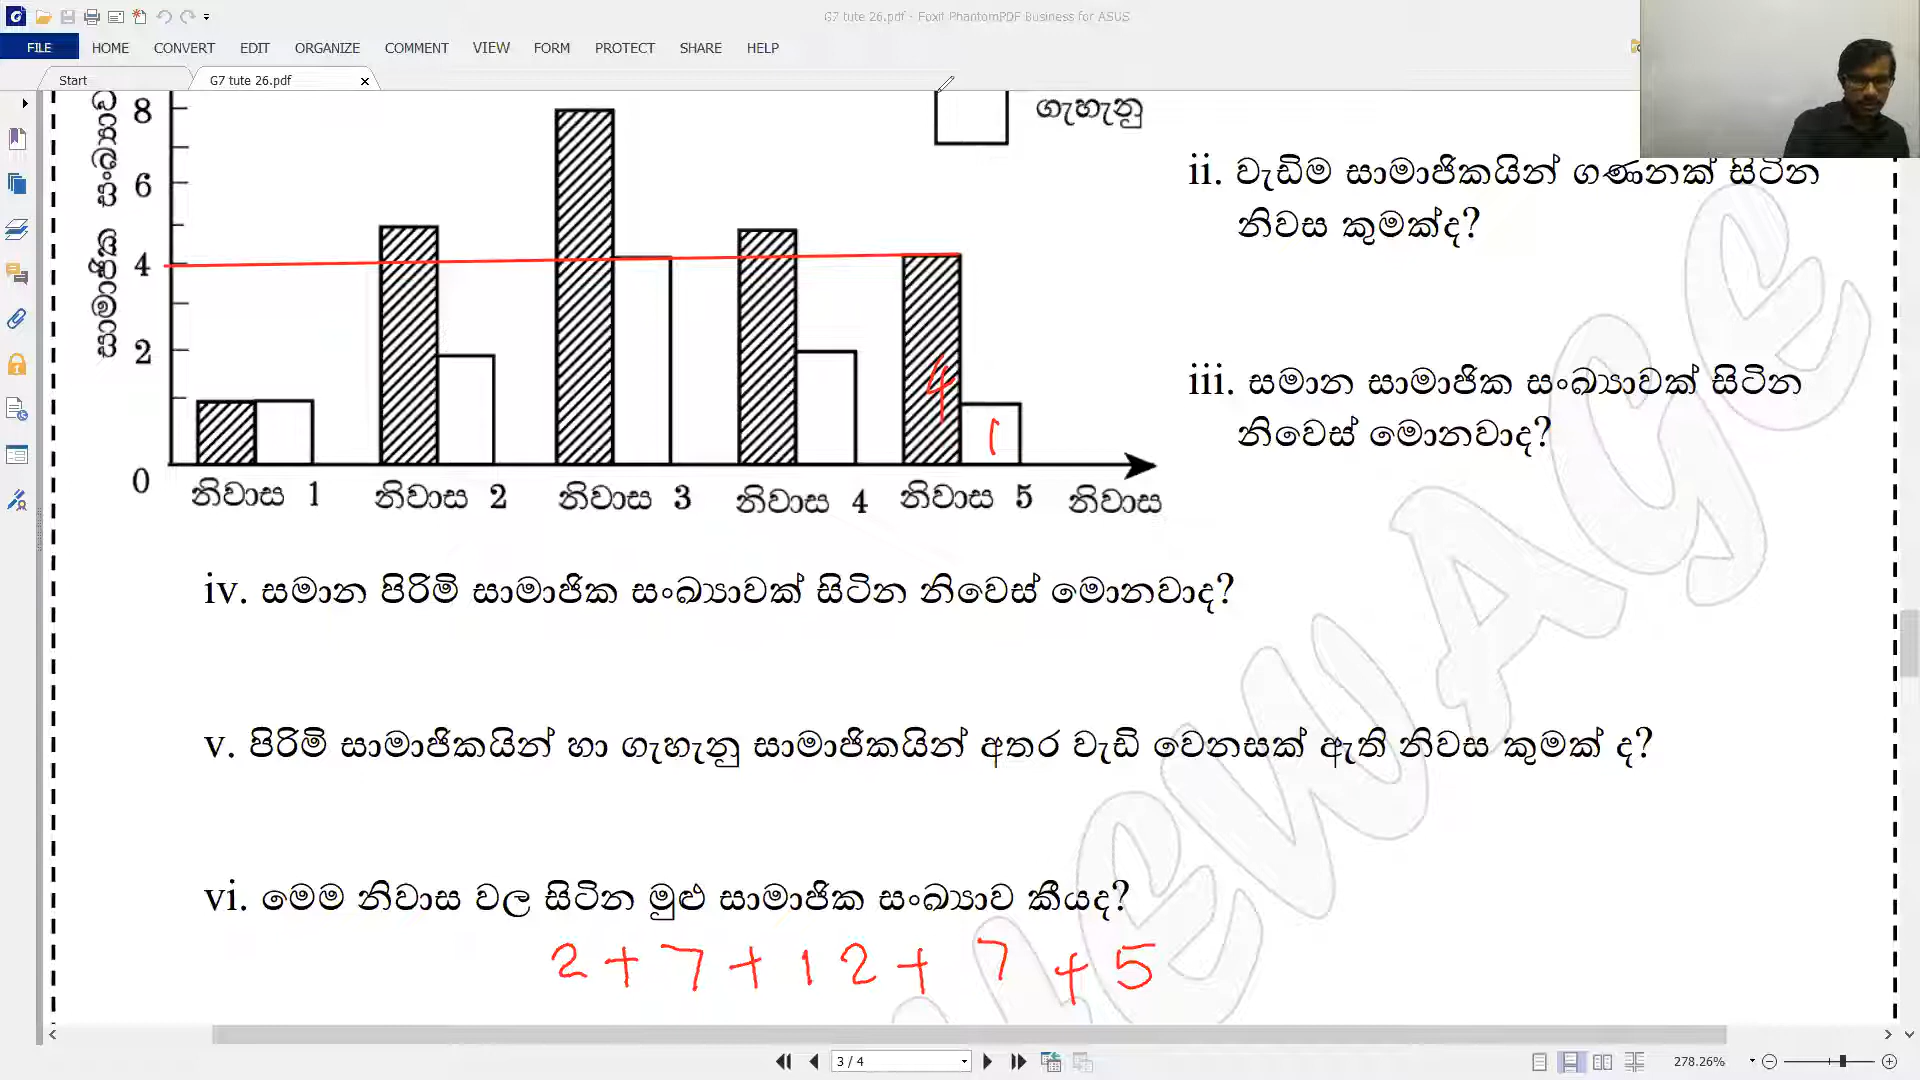 G7 tute 26.pdf - Foxit PhantomPDF Business for ASUS
FILE HOME CONVERT EDIT ORGANIZE COMMENT VIEW FORM PROTECT SHARE HELP
Start G7 tute 26.pdf
සාමාජික සංඛ්‍යාව
8
6
4
2
0
ගැහැනු
4
1
නිවාස 1 නිවාස 2 නිවාස 3 නිවාස 4 නිවාස 5 නිවාස
ii. වැඩිම සාමාජිකයින් ගණනක් සිටින
නිවස කුමක්ද?
iii. සමාන සාමාජික සංඛ්‍යාවක් සිටින
නිවෙස් මොනවාද?
iv. සමාන පිරිමි සාමාජික සංඛ්‍යාවක් සිටින නිවෙස් මොනවාද?
v. පිරිමි සාමාජිකයින් හා ගැහැනු සාමාජිකයින් අතර වැඩි වෙනසක් ඇති නිවස කුමක් ද?
vi. මෙම නිවාස වල සිටින මුළු සාමාජික සංඛ්‍යාව කීයද?
2 + 7 + 12 + 7 + 5
NEWAGE
3 / 4
278.26%